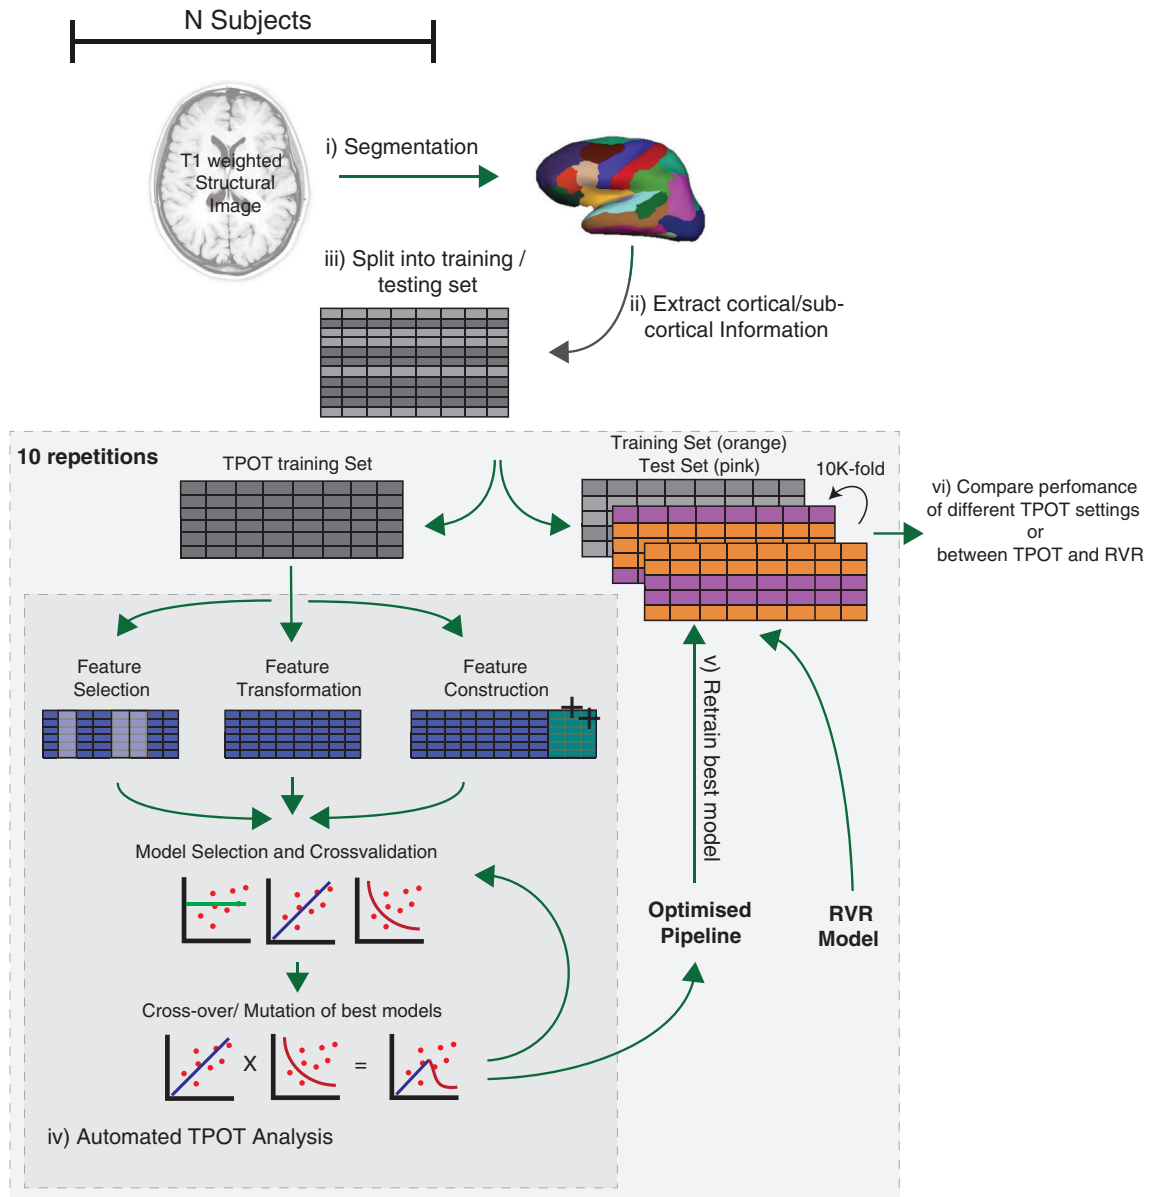 N Subjects
T1 weighted
Structural
Image
i) Segmentation
iii) Split into training /
testing set
ii) Extract cortical/sub-
cortical Information
10 repetitions
TPOT training Set
Training Set (orange)
Test Set (pink)
10K-fold
vi) Compare perfomance
of different TPOT settings
or
between TPOT and RVR
Feature
Selection
Feature
Transformation
Feature
Construction
v) Retrain best model
Model Selection and Crossvalidation
Optimised
Pipeline
RVR
Model
Cross-over/ Mutation of best models
X
=
iv) Automated TPOT Analysis